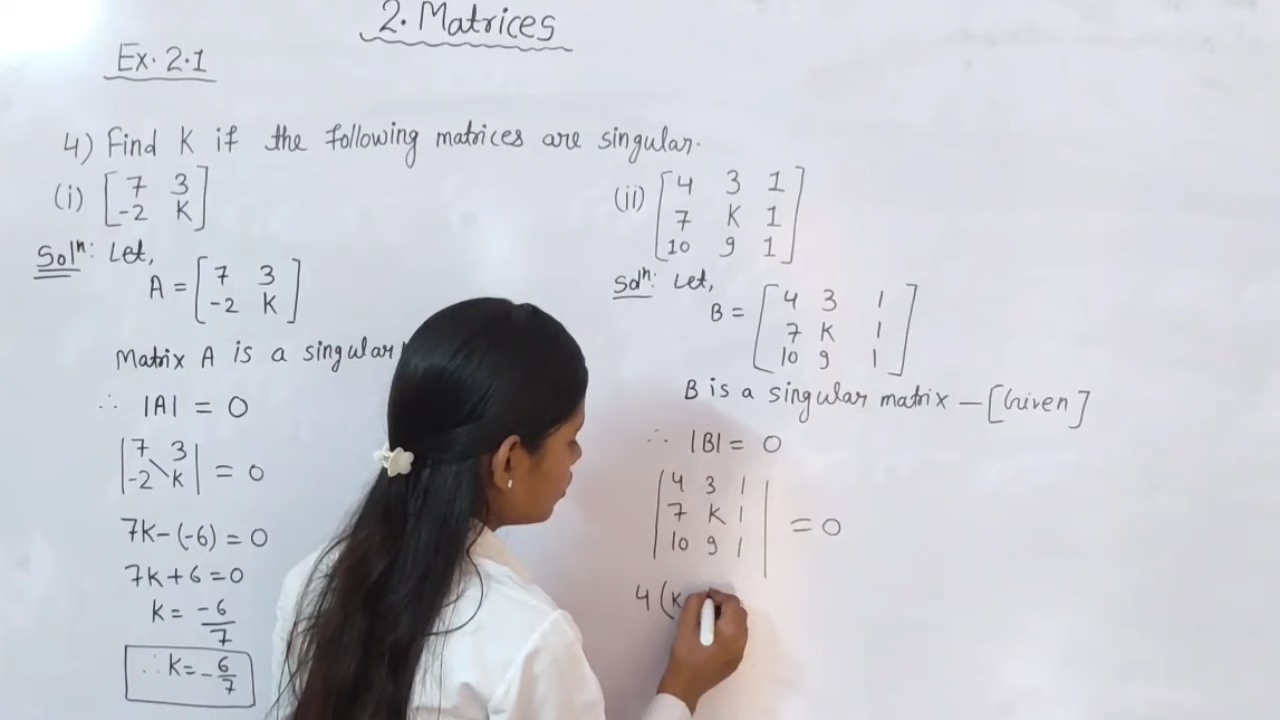 2. Matrices
Ex. 2.1
4) Find K if the following matrices are singular.
(i) [7 3
-2 K]
Solⁿ: Let,
A = [7 3
-2 K]
Matrix A is a singular
∴ |A| = 0
|7 3
-2 K| = 0
7K-(-6) = 0
7K+6=0
K = -6/7
∴ K = -6/7
(ii) [4 3 1
7 K 1
10 9 1]
Solⁿ: Let,
B = [4 3 1
7 K 1
10 9 1]
B is a singular matrix — [Given]
∴ |B| = 0
|4 3 1
7 K 1
10 9 1| = 0
4(K